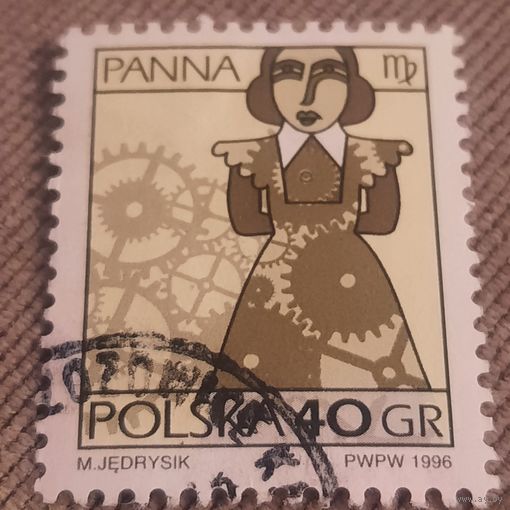 PANNA ♍
POLSKA 40 GR
M.JĘDRYSIK PWPW 1996